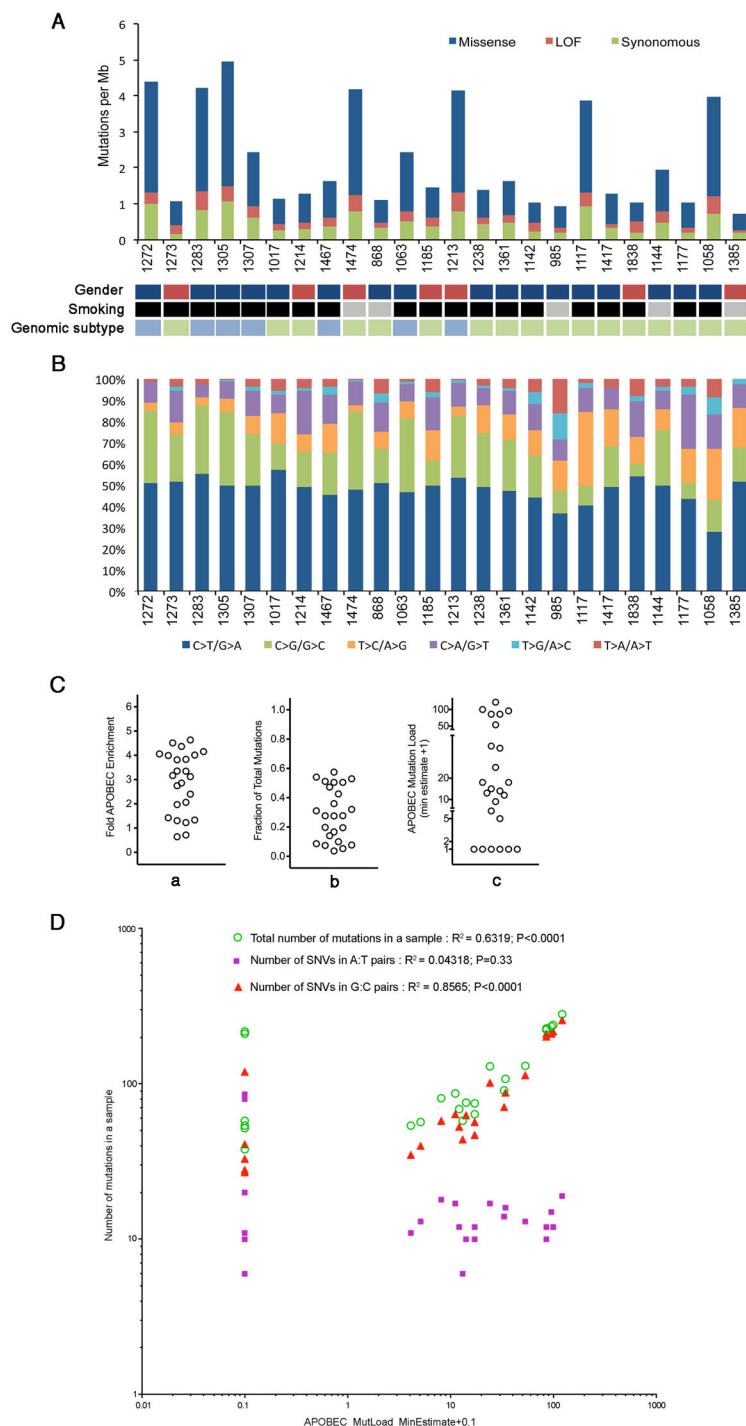 A
6
5
4
3
2
1
0
Mutations per Mb
Missense LOF Synonomous
1272 1273 1283 1305 1307 1017 1214 1467 1474 868 1063 1185 1213 1238 1361 1142 985 1117 1417 1838 1144 1177 1058 1385
Gender
Smoking
Genomic subtype
B
100%
90%
80%
70%
60%
50%
40%
30%
20%
10%
0%
1272 1273 1283 1305 1307 1017 1214 1467 1474 868 1063 1185 1213 1238 1361 1142 985 1117 1417 1838 1144 1177 1058 1385
C>T/G>A C>G/G>C T>C/A>G C>A/G>T T>G/A>C T>A/A>T
C
Fold APOBEC Enrichment
6
5
4
3
2
1
0
a
Fraction of Total Mutations
1.0
0.8
0.6
0.4
0.2
0.0
b
APOBEC Mutation Load
(min estimate +1)
100
50
20
10
5
2
1
c
D
1000
100
10
1
Number of mutations in a sample
Total number of mutations in a sample : R² = 0.6319; P<0.0001
Number of SNVs in A:T pairs : R² = 0.04318; P=0.33
Number of SNVs in G:C pairs : R² = 0.8565; P<0.0001
0.01 0.1 1 10 100 1000
APOBEC_MutLoad_MinEstimate+0.1